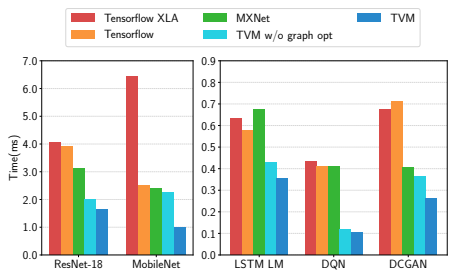 Tensorflow XLA
Tensorflow
MXNet
TVM w/o graph opt
TVM
Time(ms)
7.0
6.0
5.0
4.0
3.0
2.0
1.0
0.0
ResNet-18 MobileNet
0.9
0.8
0.7
0.6
0.5
0.4
0.3
0.2
0.1
0.0
LSTM LM DQN DCGAN